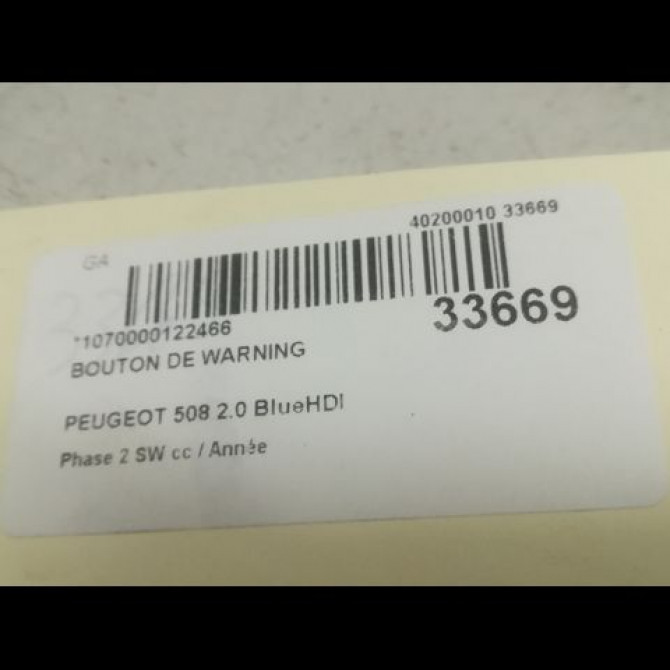 40200010 33669
GA
*1070000122466
33669
BOUTON DE WARNING
PEUGEOT 508 2.0 BlueHDI
Phase 2 SW cc / Année